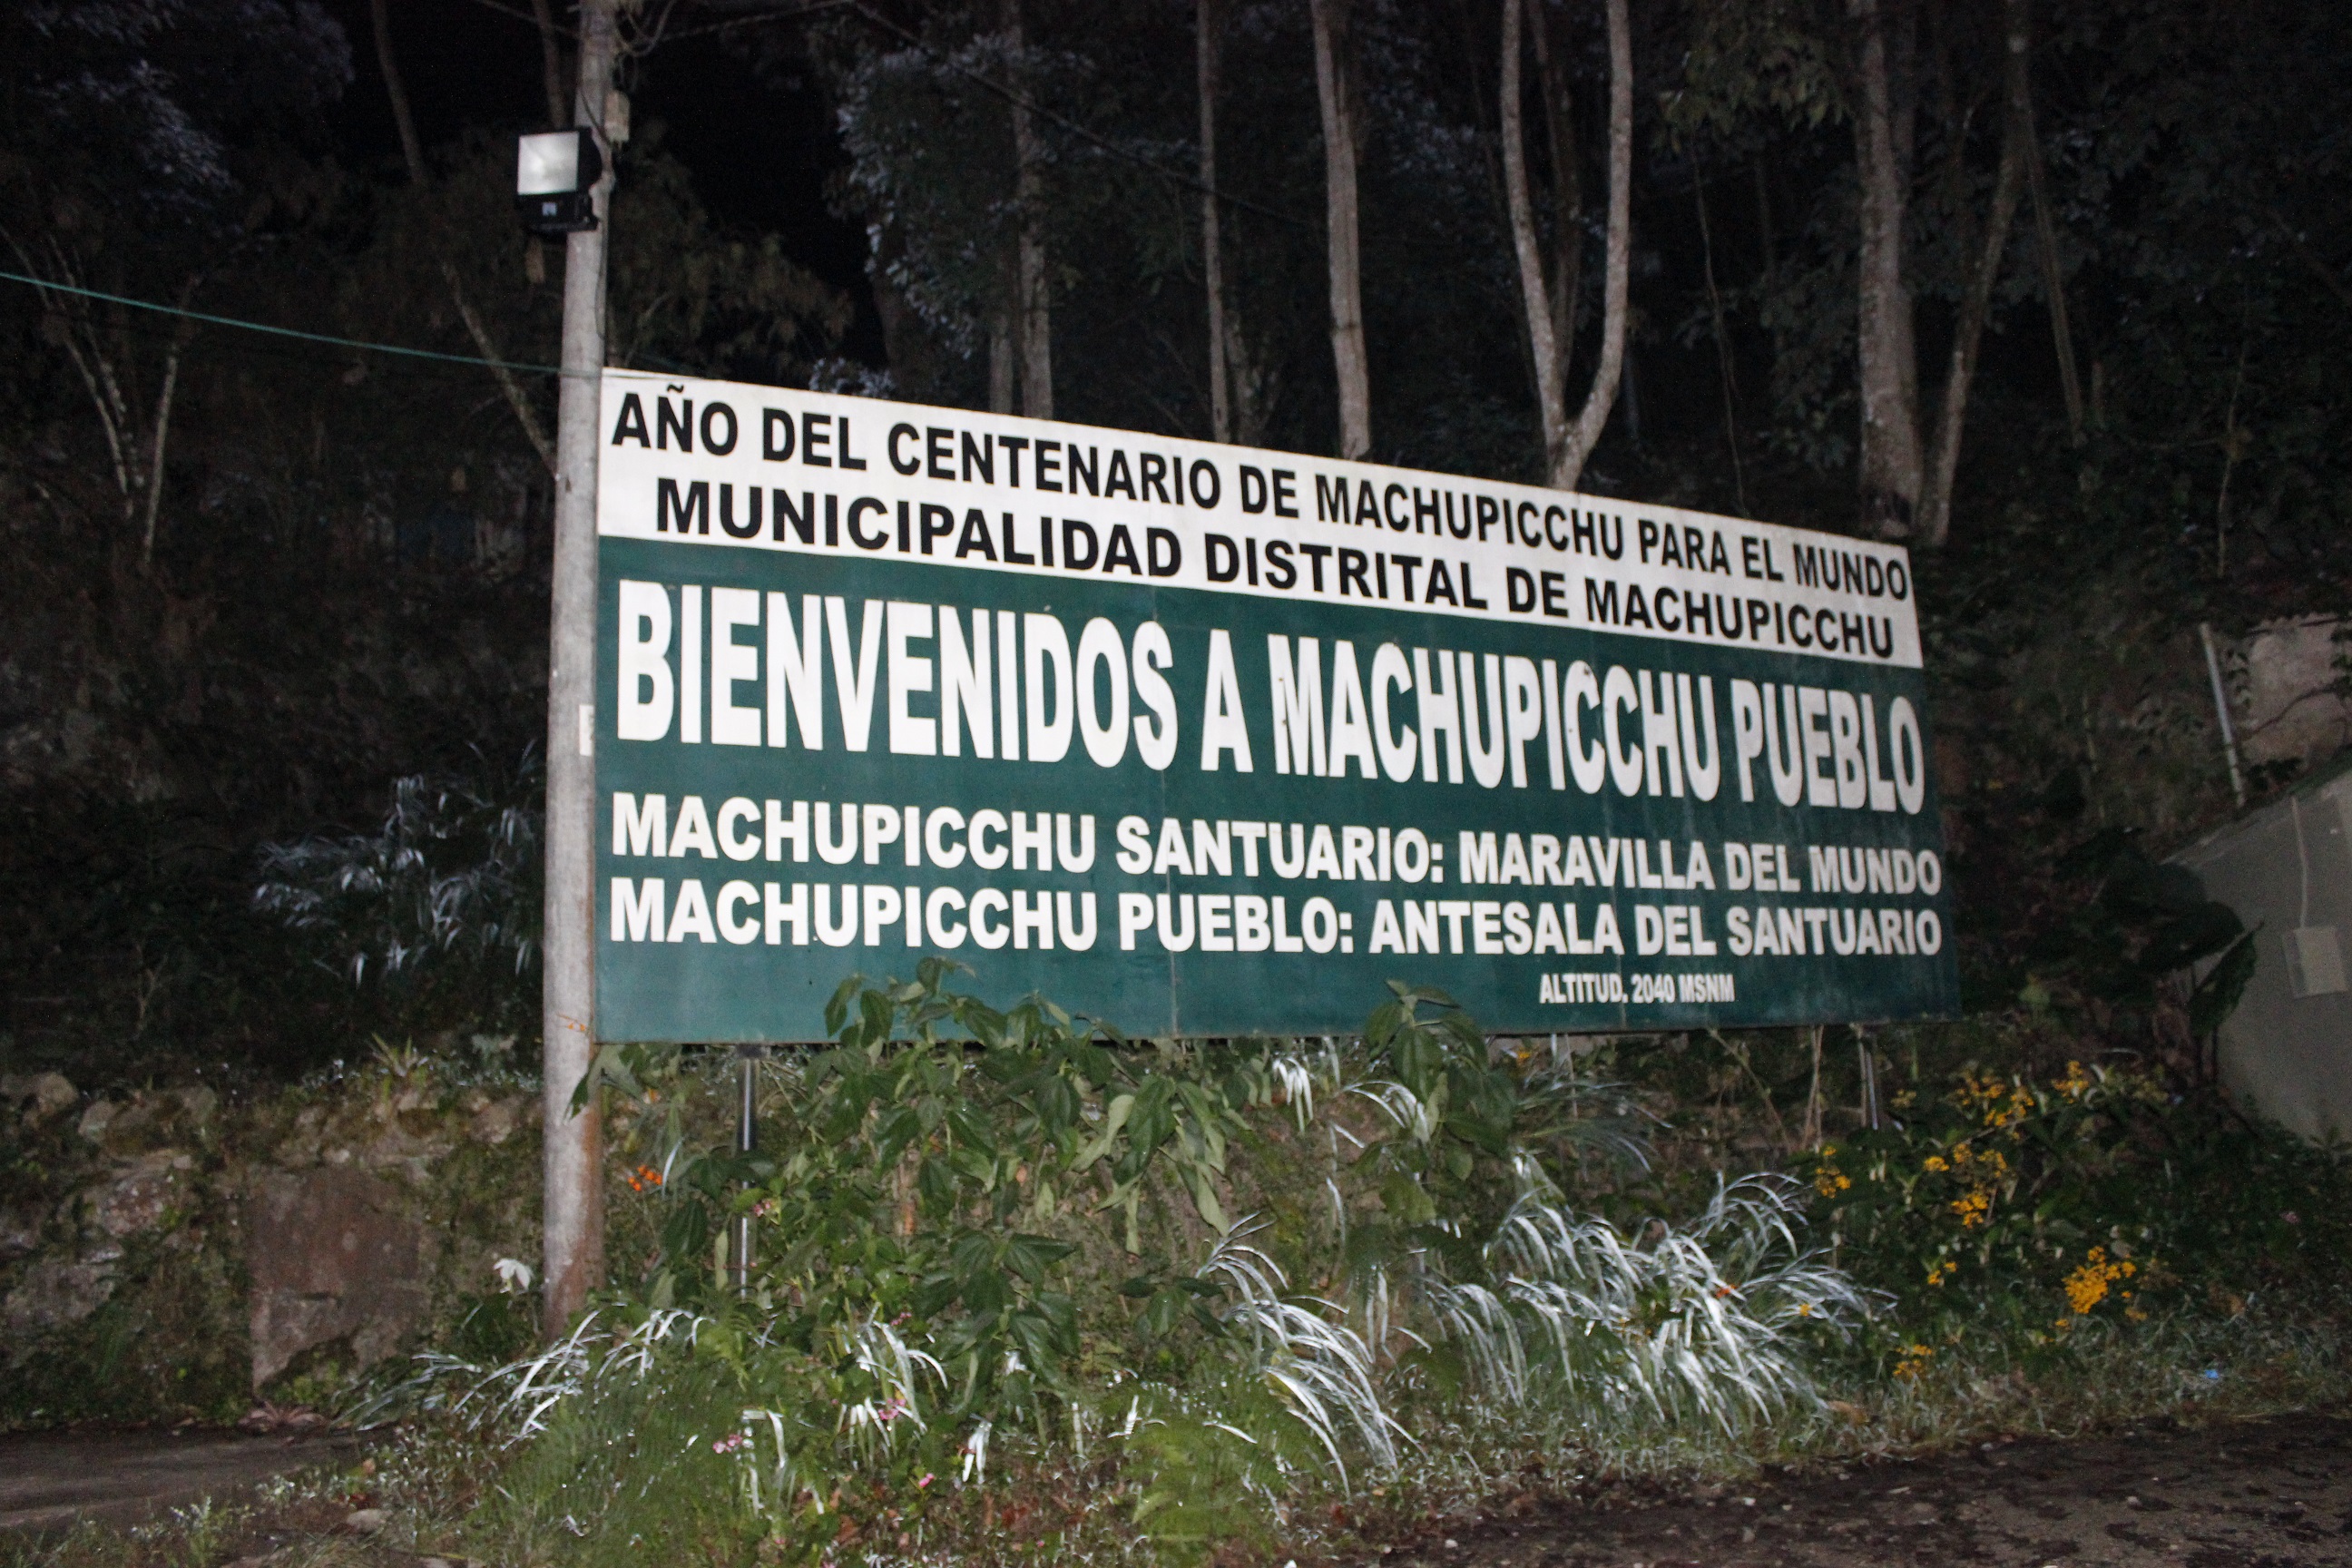 AÑO DEL CENTENARIO DE MACHUPICCHU PARA EL MUNDO
MUNICIPALIDAD DISTRITAL DE MACHUPICCHU
BIENVENIDOS A MACHUPICCHU PUEBLO
MACHUPICCHU SANTUARIO: MARAVILLA DEL MUNDO
MACHUPICCHU PUEBLO: ANTESALA DEL SANTUARIO
ALTITUD. 2040 MSNM